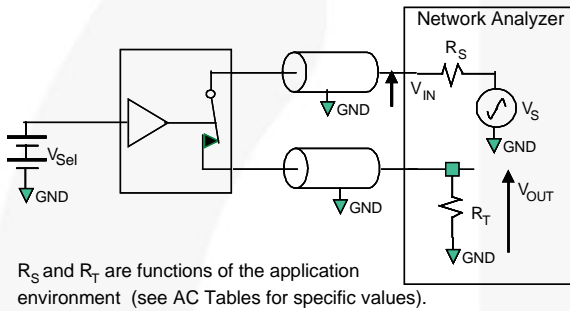 Network Analyzer
R_S
V_IN
GND
V_S
GND
V_Sel
GND
GND
R_T
V_OUT
GND
R_S and R_T are functions of the application
environment (see AC Tables for specific values).